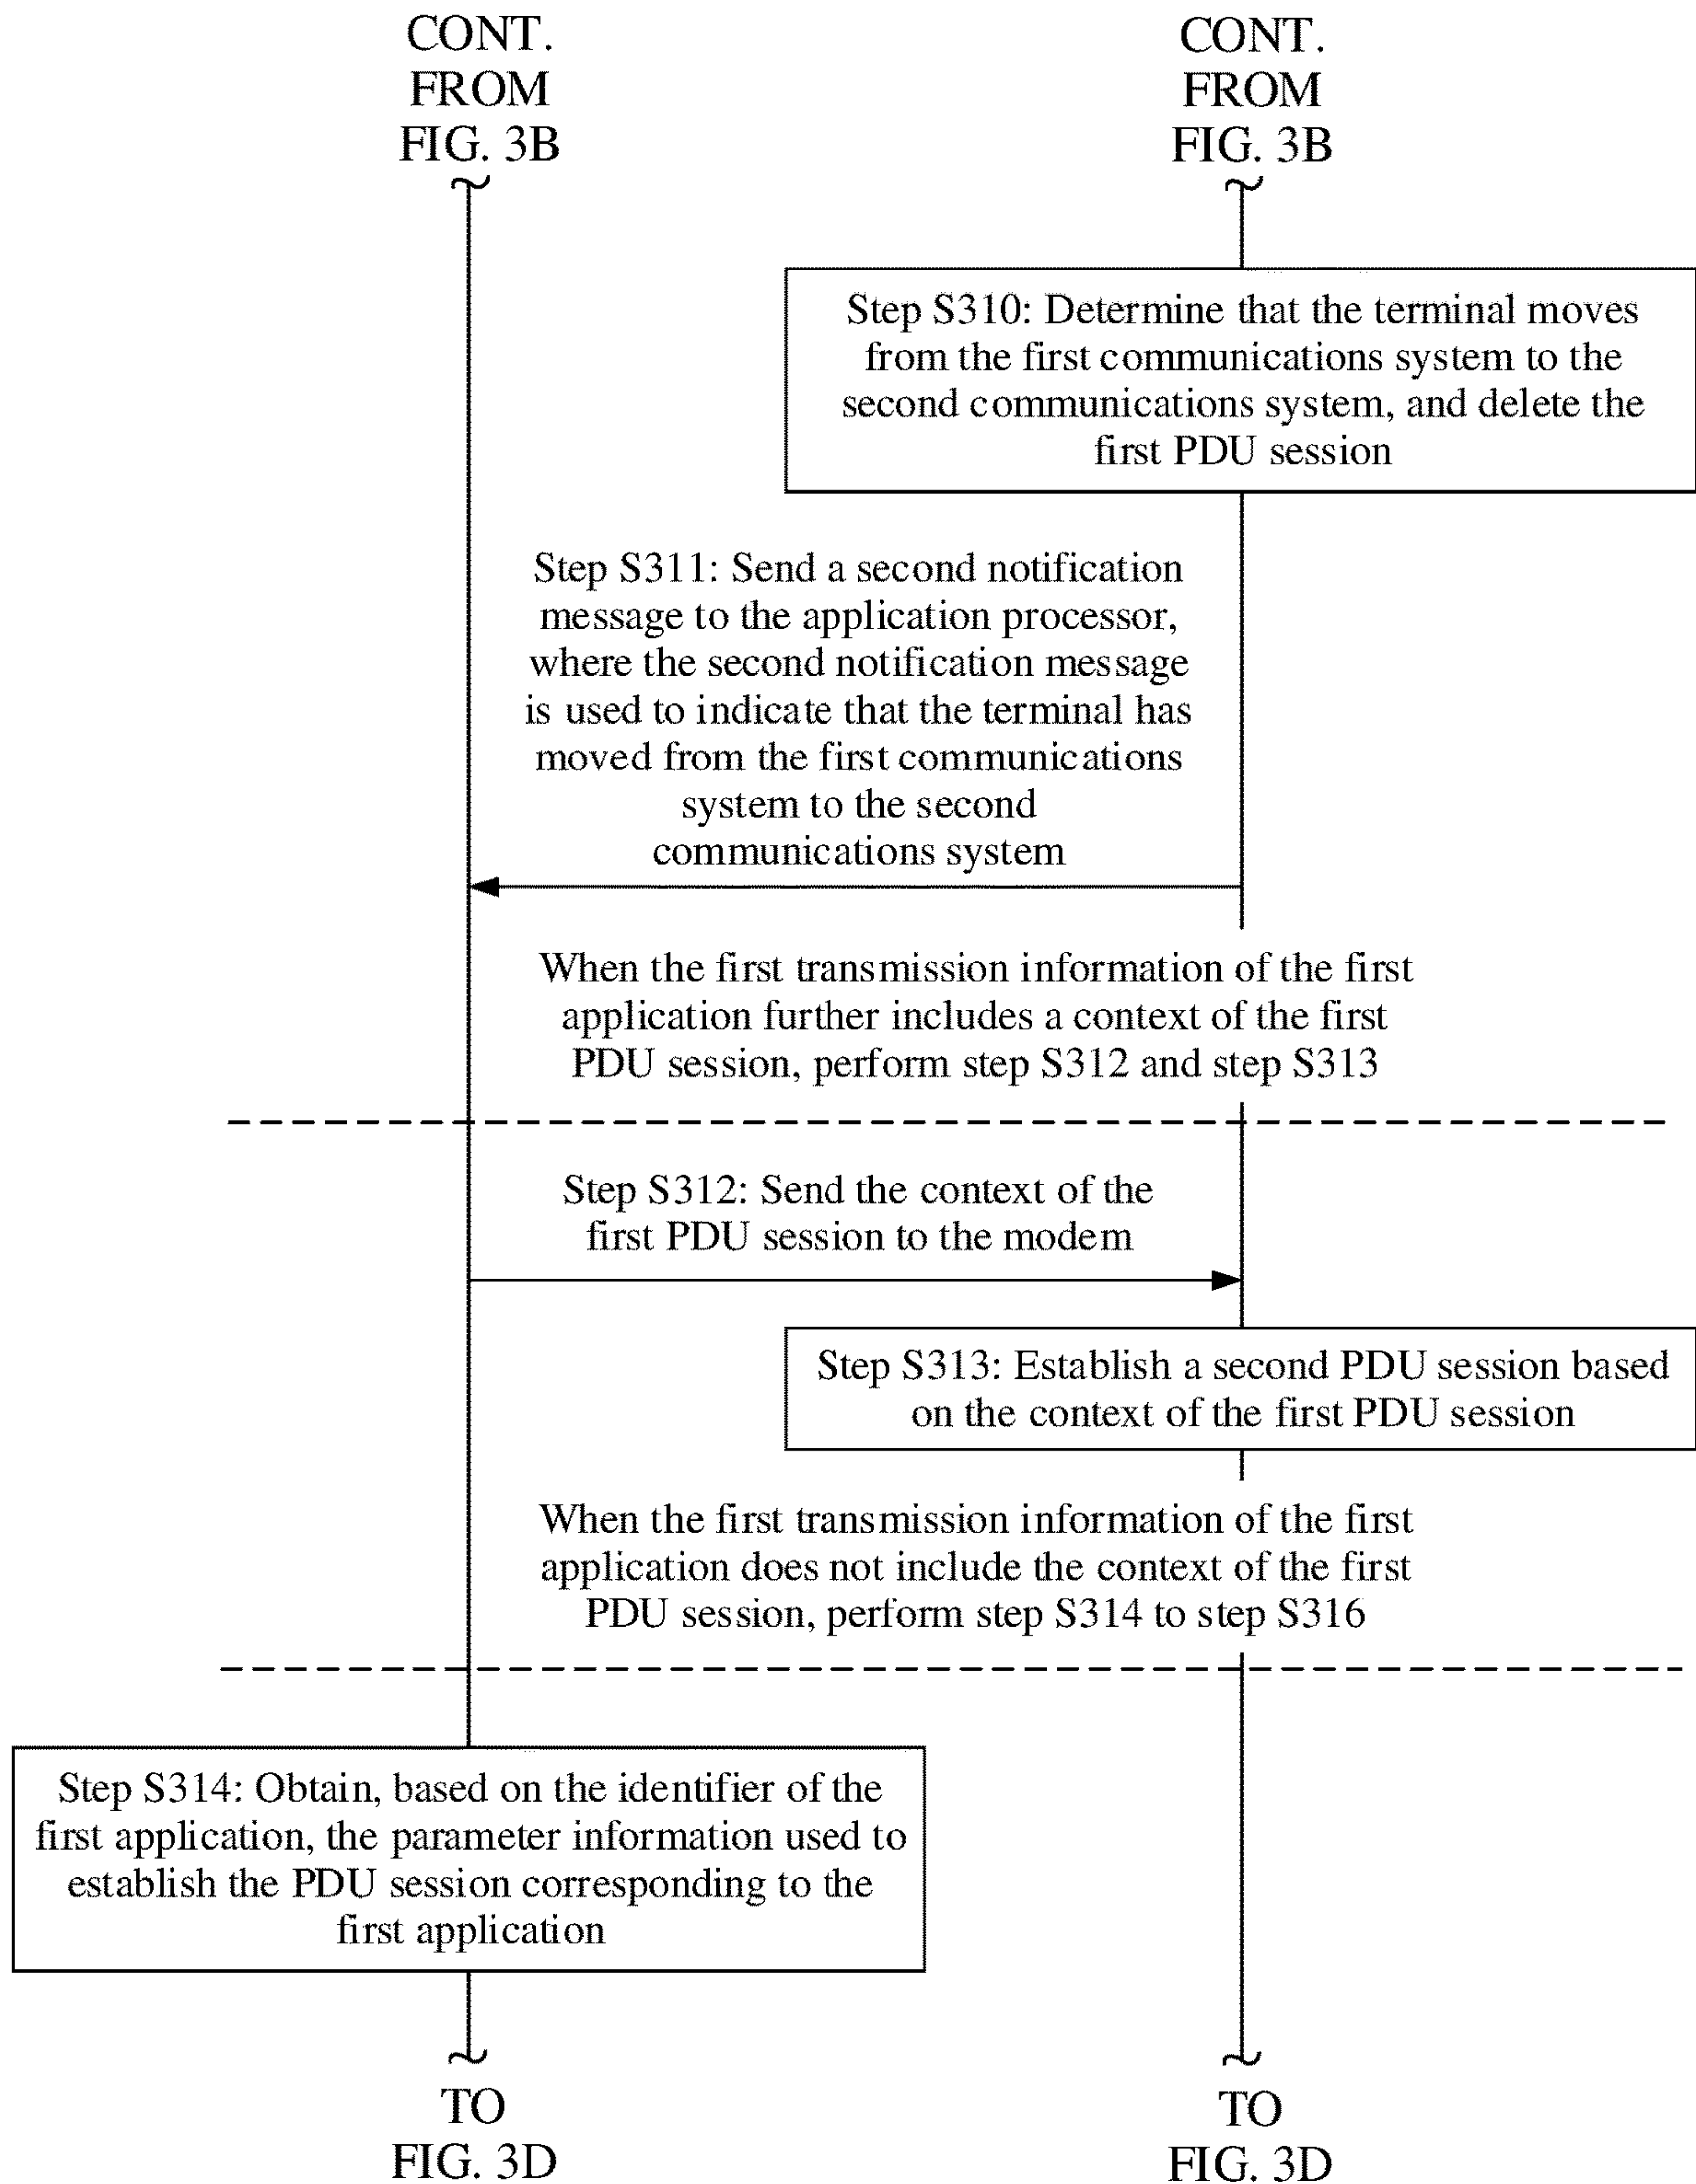 CONT.
FROM
FIG. 3B
CONT.
FROM
FIG. 3B
Step S310: Determine that the terminal moves
from the first communications system to the
second communications system, and delete the
first PDU session
Step S311: Send a second notification
message to the application processor,
where the second notification message
is used to indicate that the terminal has
moved from the first communications
system to the second
communications system
When the first transmission information of the first
application further includes a context of the first
PDU session, perform step S312 and step S313
Step S312: Send the context of the
first PDU session to the modem
Step S313: Establish a second PDU session based
on the context of the first PDU session
When the first transmission information of the first
application does not include the context of the first
PDU session, perform step S314 to step S316
Step S314: Obtain, based on the identifier of the
first application, the parameter information used to
establish the PDU session corresponding to the
first application
TO
FIG. 3D
TO
FIG. 3D